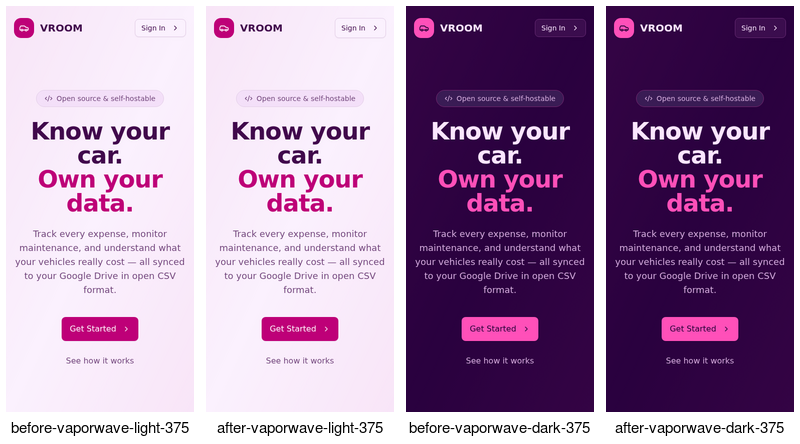 VROOM
Sign In
Open source & self-hostable
Know your
car.
Own your
data.
Track every expense, monitor
maintenance, and understand what
your vehicles really cost — all synced
to your Google Drive in open CSV
format.
Get Started
See how it works
before-vaporwave-light-375
VROOM
Sign In
Open source & self-hostable
Know your
car.
Own your
data.
Track every expense, monitor
maintenance, and understand what
your vehicles really cost — all synced
to your Google Drive in open CSV
format.
Get Started
See how it works
after-vaporwave-light-375
VROOM
Sign In
Open source & self-hostable
Know your
car.
Own your
data.
Track every expense, monitor
maintenance, and understand what
your vehicles really cost — all synced
to your Google Drive in open CSV
format.
Get Started
See how it works
before-vaporwave-dark-375
VROOM
Sign In
Open source & self-hostable
Know your
car.
Own your
data.
Track every expense, monitor
maintenance, and understand what
your vehicles really cost — all synced
to your Google Drive in open CSV
format.
Get Started
See how it works
after-vaporwave-dark-375